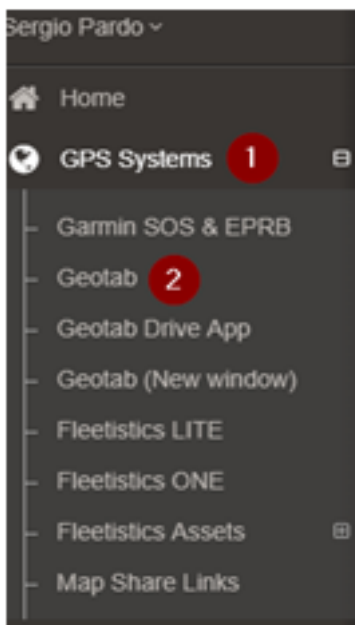 Sergio Pardo
Home
GPS Systems 1
Garmin SOS & EPRB
Geotab 2
Geotab Drive App
Geotab (New window)
Fleetistics LITE
Fleetistics ONE
Fleetistics Assets
Map Share Links